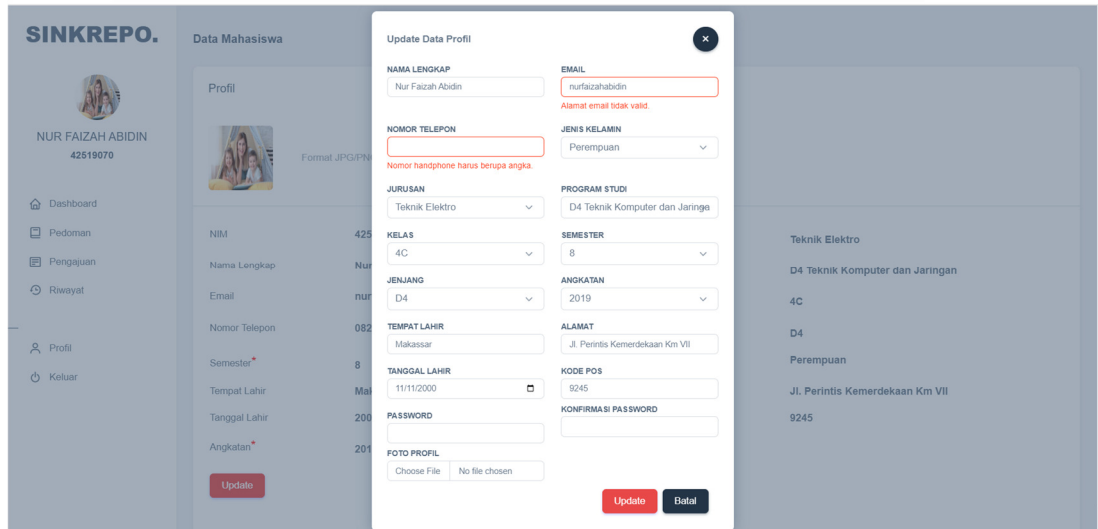 SINKREPO.
NUR FAIZAH ABIDIN
42519070
Dashboard
Pedoman
Pengajuan
Riwayat
Profil
Keluar
Data Mahasiswa
Profil
Format JPG/PN
NIM
425
Nama Lengkap
Nur
Email
nur
Nomor Telepon
082
Semester*
8
Tempat Lahir
Mak
Tanggal Lahir
200
Angkatan*
201
Update
Update Data Profil
×
NAMA LENGKAP
Nur Faizah Abidin
EMAIL
nurfaizahabidin
Alamat email tidak valid.
NOMOR TELEPON
Nomor handphone harus berupa angka.
JENIS KELAMIN
Perempuan
JURUSAN
Teknik Elektro
PROGRAM STUDI
D4 Teknik Komputer dan Jaringa
KELAS
4C
SEMESTER
8
JENJANG
D4
ANGKATAN
2019
TEMPAT LAHIR
Makassar
ALAMAT
Jl. Perintis Kemerdekaan Km VII
TANGGAL LAHIR
11/11/2000
KODE POS
9245
PASSWORD
KONFIRMASI PASSWORD
FOTO PROFIL
Choose File No file chosen
Update
Batal
Teknik Elektro
D4 Teknik Komputer dan Jaringan
4C
D4
Perempuan
Jl. Perintis Kemerdekaan Km VII
9245